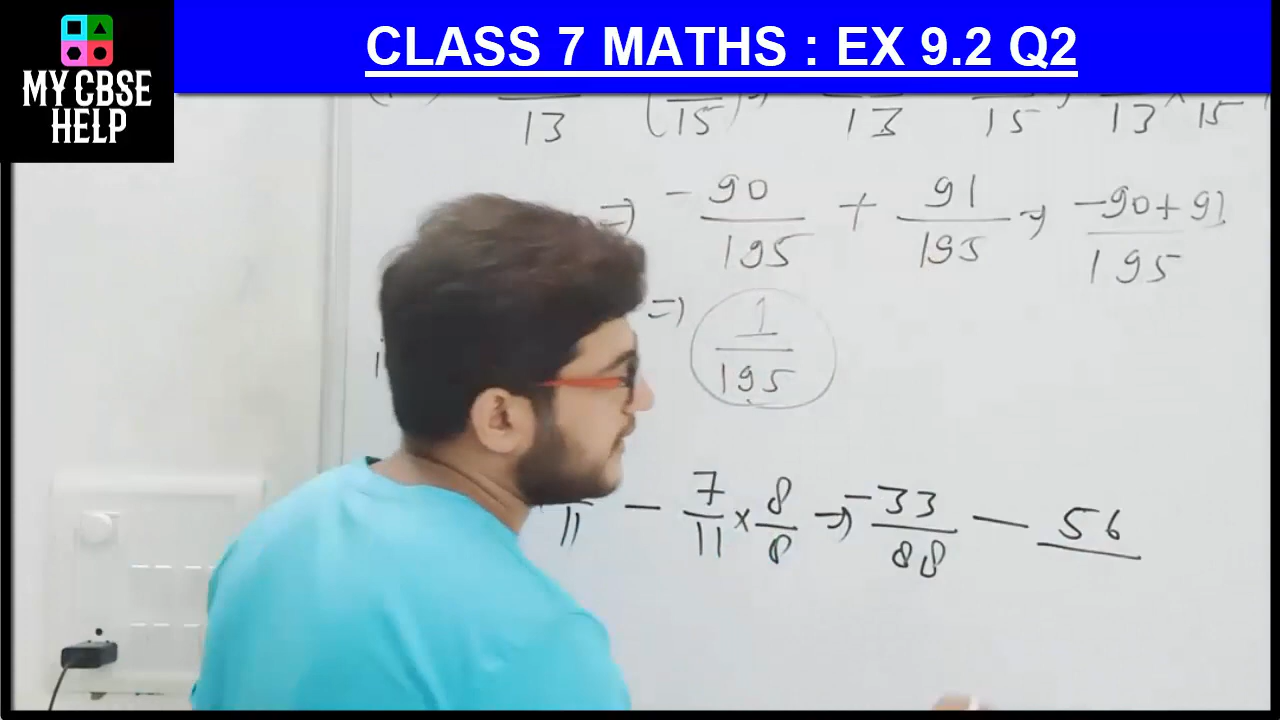 CLASS 7 MATHS : EX 9.2 Q2
MY CBSE
HELP
13 (15) 13 15 13 × 15
⇒ -90/195 + 91/195 ⇒ -90+91/195
⇒ 1/195
11 - 7/11 × 8/8 ⇒ -33/88 - 56